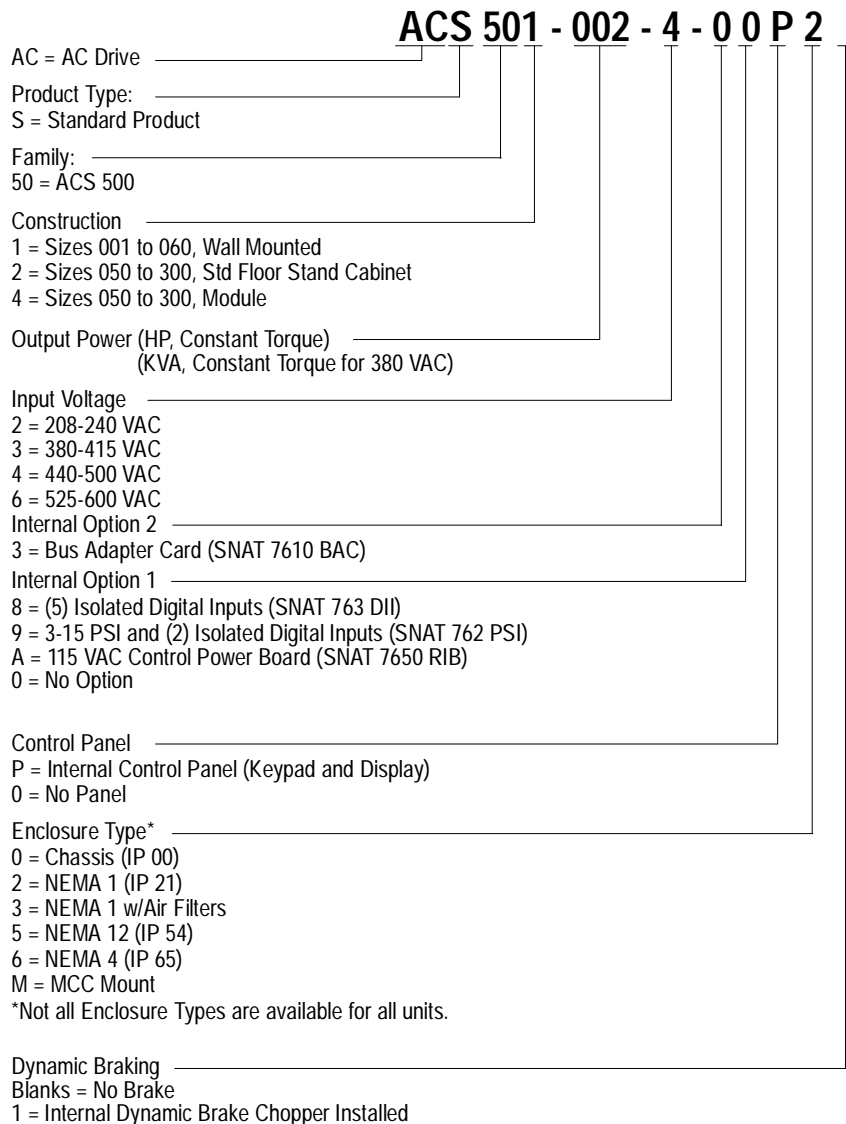 ACS 501 - 002 - 4 - 0 0 P 2
AC = AC Drive
Product Type:
S = Standard Product
Family:
50 = ACS 500
Construction
1 = Sizes 001 to 060, Wall Mounted
2 = Sizes 050 to 300, Std Floor Stand Cabinet
4 = Sizes 050 to 300, Module
Output Power (HP, Constant Torque)
(KVA, Constant Torque for 380 VAC)
Input Voltage
2 = 208-240 VAC
3 = 380-415 VAC
4 = 440-500 VAC
6 = 525-600 VAC
Internal Option 2
3 = Bus Adapter Card (SNAT 7610 BAC)
Internal Option 1
8 = (5) Isolated Digital Inputs (SNAT 763 DII)
9 = 3-15 PSI and (2) Isolated Digital Inputs (SNAT 762 PSI)
A = 115 VAC Control Power Board (SNAT 7650 RIB)
0 = No Option
Control Panel
P = Internal Control Panel (Keypad and Display)
0 = No Panel
Enclosure Type*
0 = Chassis (IP 00)
2 = NEMA 1 (IP 21)
3 = NEMA 1 w/Air Filters
5 = NEMA 12 (IP 54)
6 = NEMA 4 (IP 65)
M = MCC Mount
*Not all Enclosure Types are available for all units.
Dynamic Braking
Blanks = No Brake
1 = Internal Dynamic Brake Chopper Installed